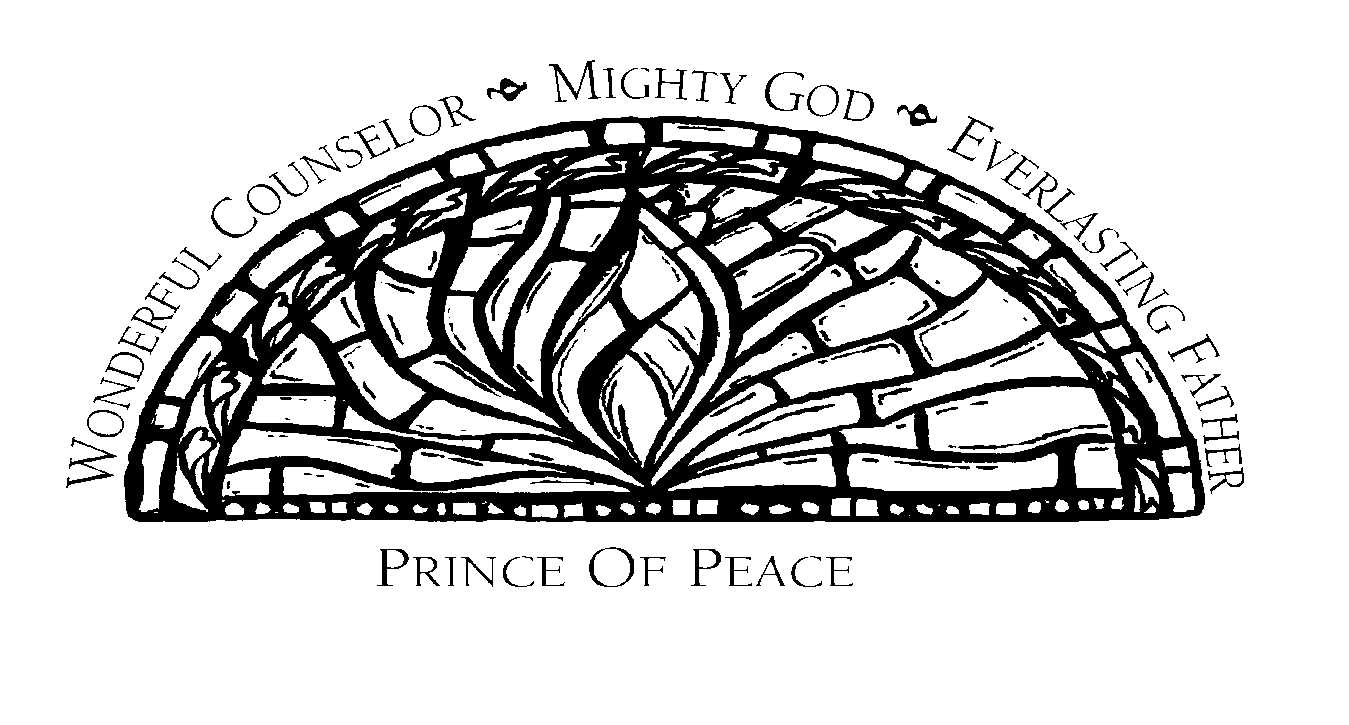 Wonderful Counselor Mighty God Everlasting Father
Prince Of Peace